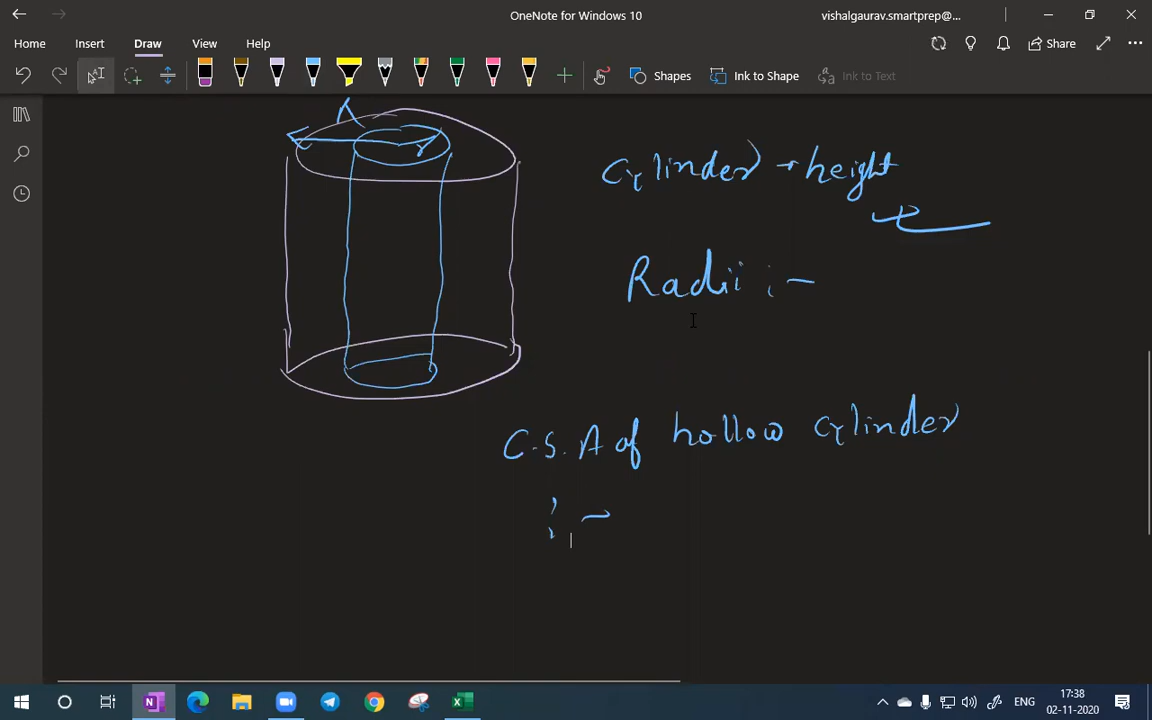 OneNote for Windows 10
vishalgaurav.smartprep@...
Home Insert Draw View Help
Share
Shapes Ink to Shape Ink to Text
R
r
Cylinder → height
Radii :-
C.S.A of hollow cylinder
:-
ENG
17:38
02-11-2020